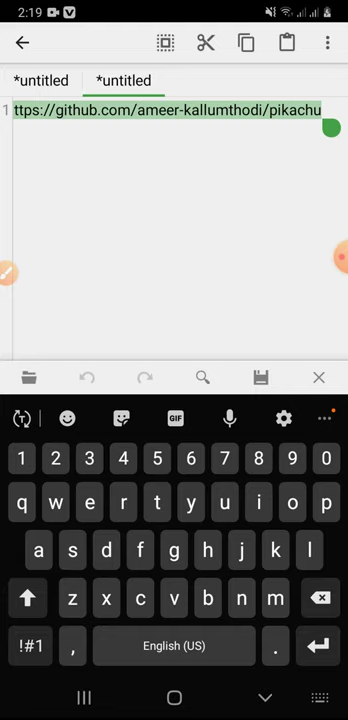 2:19
*untitled *untitled
1 ttps://github.com/ameer-kallumthodi/pikachu
T GIF
1 2 3 4 5 6 7 8 9 0
q w e r t y u i o p
a s d f g h j k l
z x c v b n m
!#1 , English (US) .